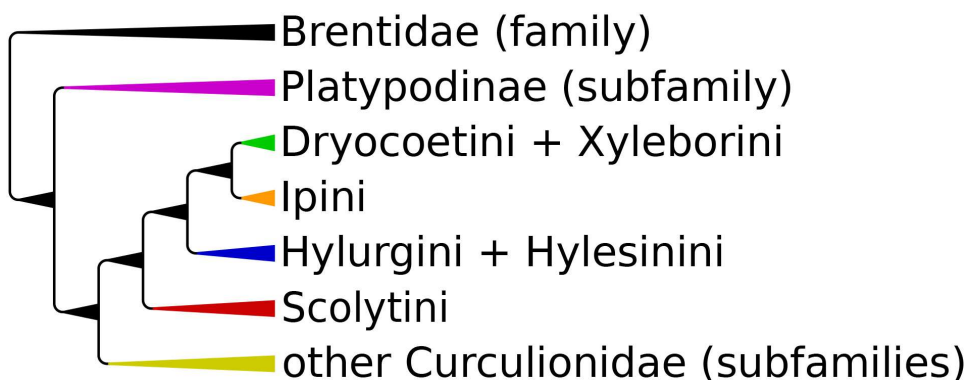 Brentidae (family)
Platypodinae (subfamily)
Dryocoetini + Xyleborini
Ipini
Hylurgini + Hylesinini
Scolytini
other Curculionidae (subfamilies)